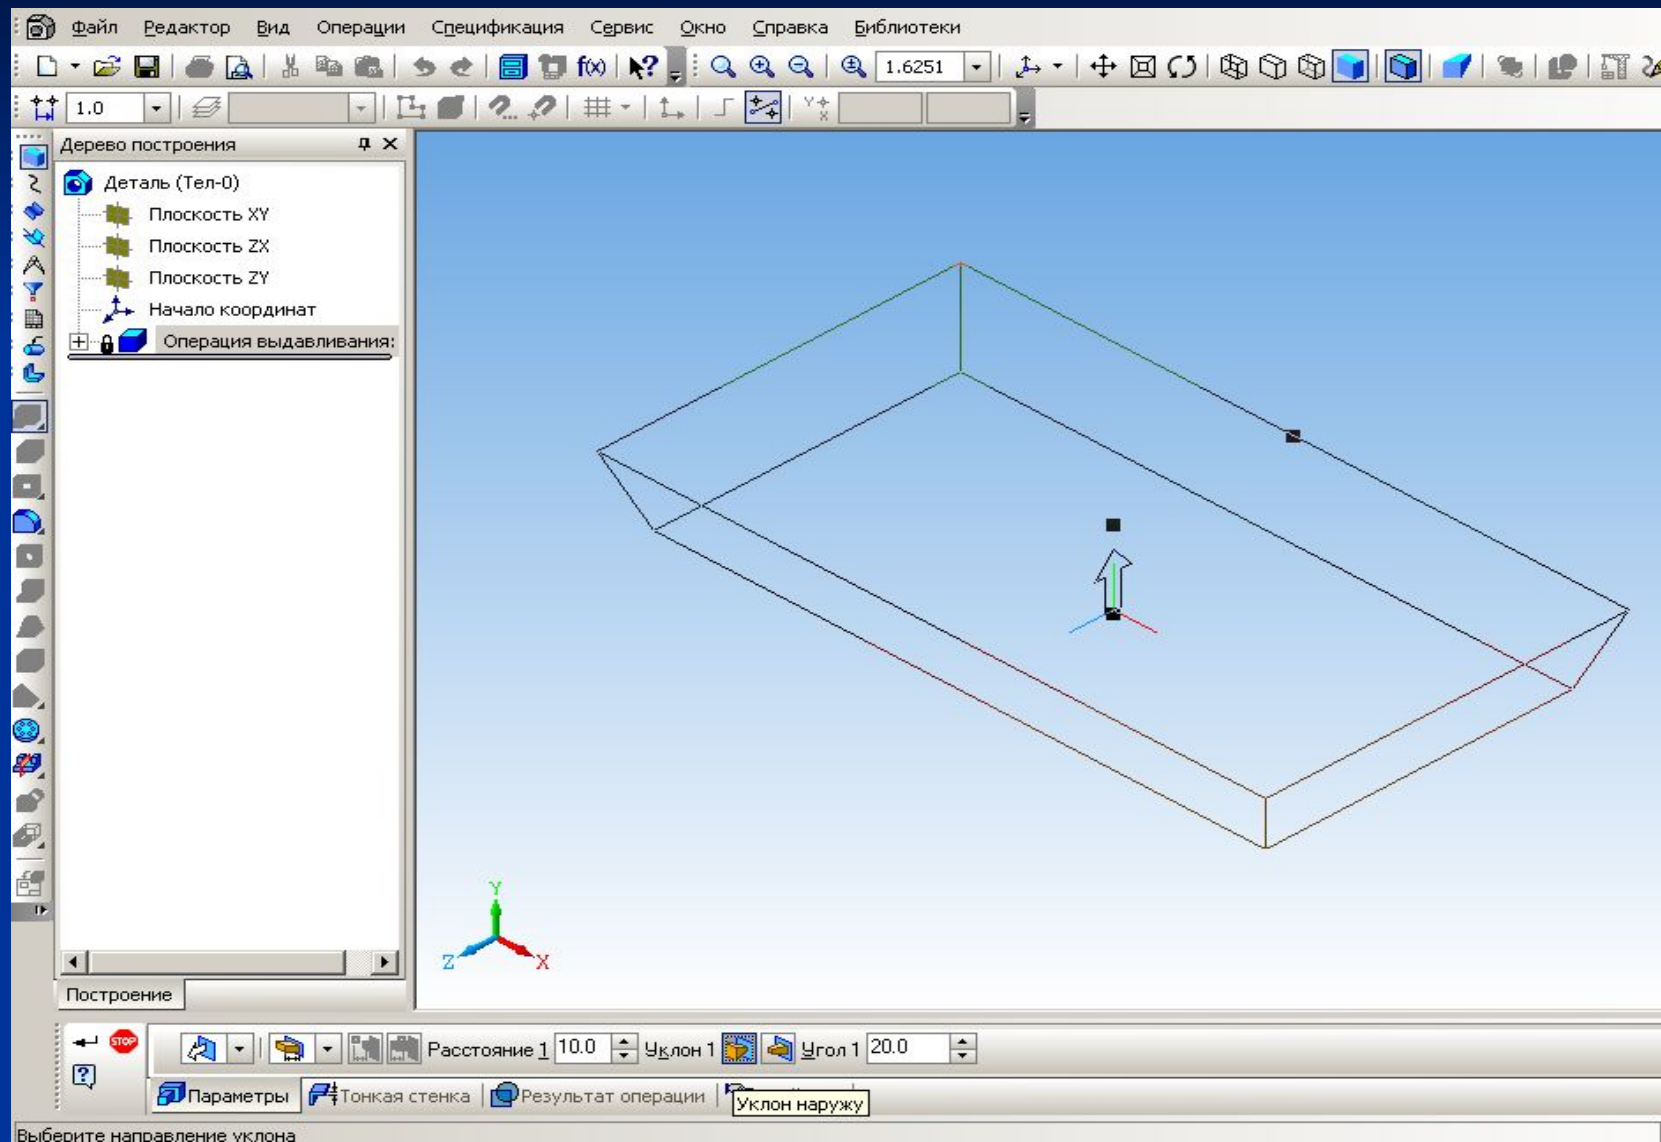 Файл Редактор Вид Операции Спецификация Сервис Окно Справка Библиотеки
f(x) 1.6251
1.0
Дерево построения
Деталь (Тел-0)
Плоскость XY
Плоскость ZX
Плоскость ZY
Начало координат
Операция выдавливания:
Y
Z X
Построение
STOP Расстояние 1 10.0 Уклон 1 Угол 1 20.0
Параметры Тонкая стенка Результат операции
Уклон наружу
Выберите направление уклона